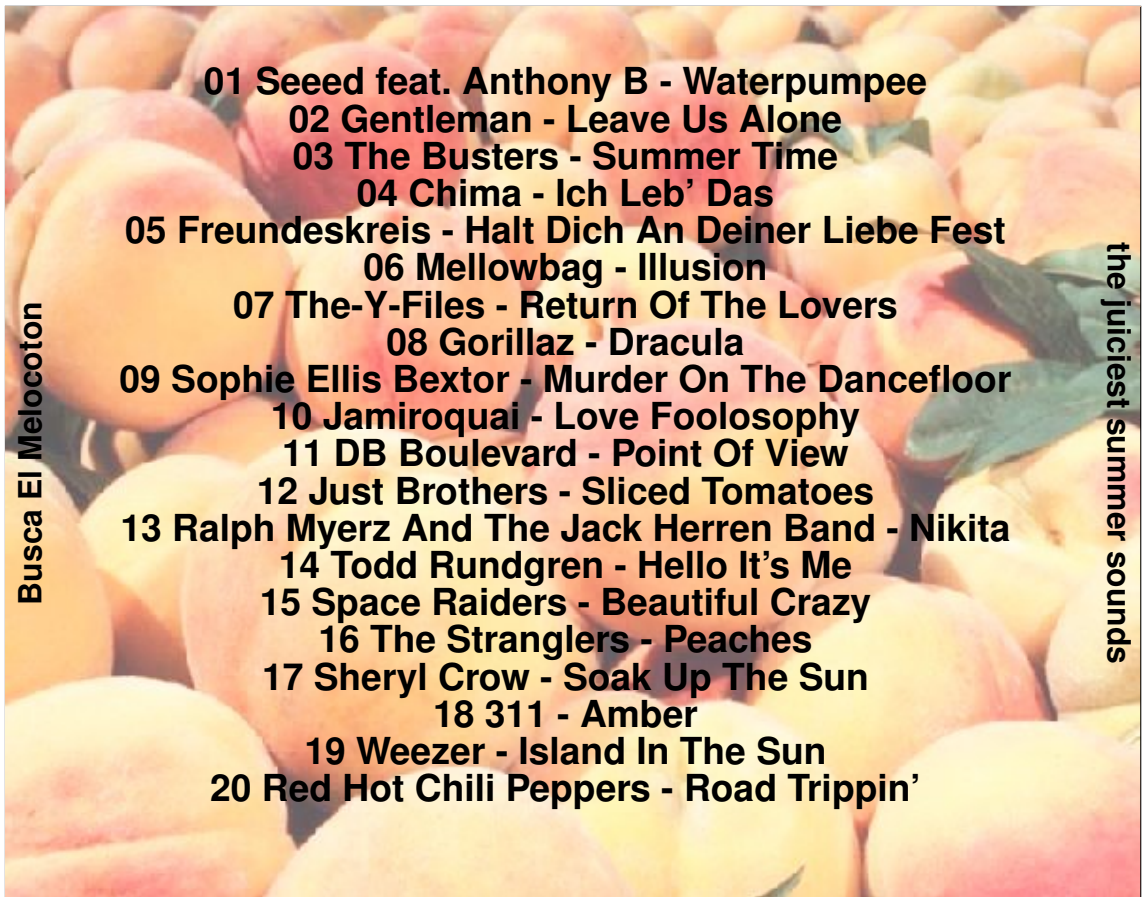 01 Seeed feat. Anthony B - Waterpumpee
02 Gentleman - Leave Us Alone
03 The Busters - Summer Time
04 Chima - Ich Leb’ Das
05 Freundeskreis - Halt Dich An Deiner Liebe Fest
06 Mellowbag - Illusion
07 The-Y-Files - Return Of The Lovers
08 Gorillaz - Dracula
09 Sophie Ellis Bextor - Murder On The Dancefloor
10 Jamiroquai - Love Foolosophy
11 DB Boulevard - Point Of View
12 Just Brothers - Sliced Tomatoes
13 Ralph Myerz And The Jack Herren Band - Nikita
14 Todd Rundgren - Hello It’s Me
15 Space Raiders - Beautiful Crazy
16 The Stranglers - Peaches
17 Sheryl Crow - Soak Up The Sun
18 311 - Amber
19 Weezer - Island In The Sun
20 Red Hot Chili Peppers - Road Trippin’
Busca El Melocoton
the juiciest summer sounds